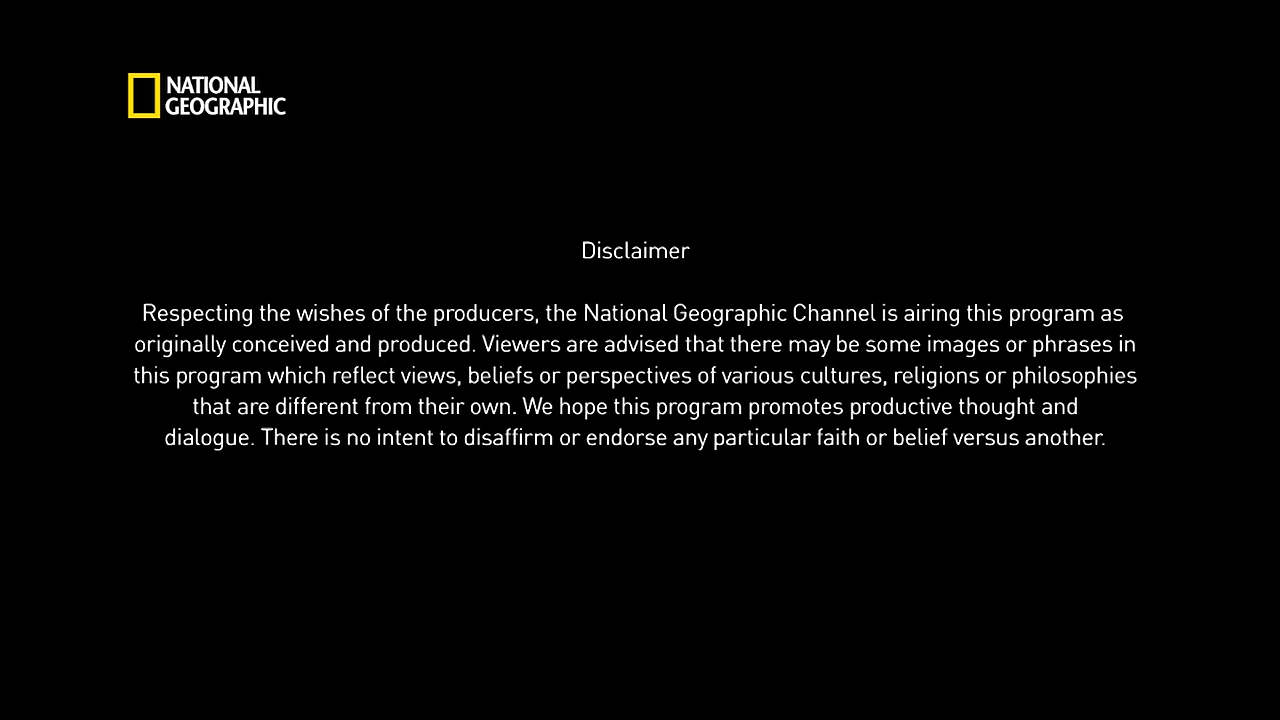 NATIONAL
GEOGRAPHIC
Disclaimer
Respecting the wishes of the producers, the National Geographic Channel is airing this program as
originally conceived and produced. Viewers are advised that there may be some images or phrases in
this program which reflect views, beliefs or perspectives of various cultures, religions or philosophies
that are different from their own. We hope this program promotes productive thought and
dialogue. There is no intent to disaffirm or endorse any particular faith or belief versus another.